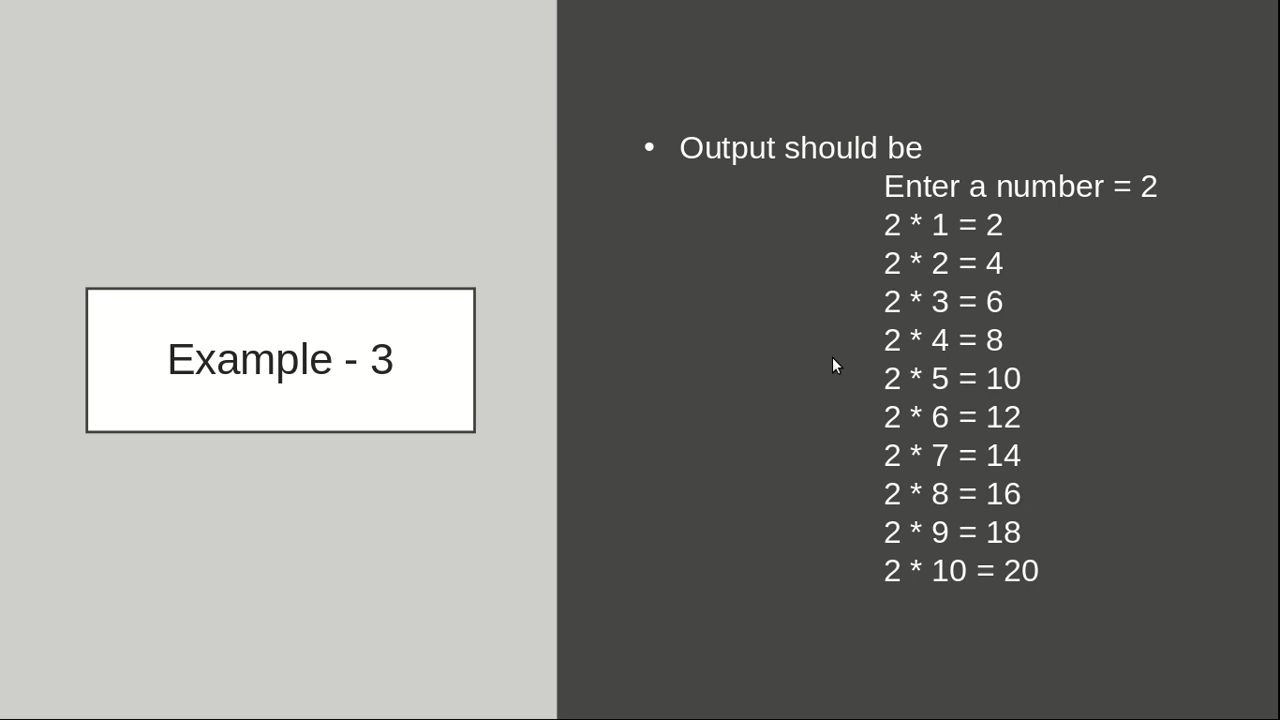 Example - 3
• Output should be
Enter a number = 2
2 * 1 = 2
2 * 2 = 4
2 * 3 = 6
2 * 4 = 8
2 * 5 = 10
2 * 6 = 12
2 * 7 = 14
2 * 8 = 16
2 * 9 = 18
2 * 10 = 20